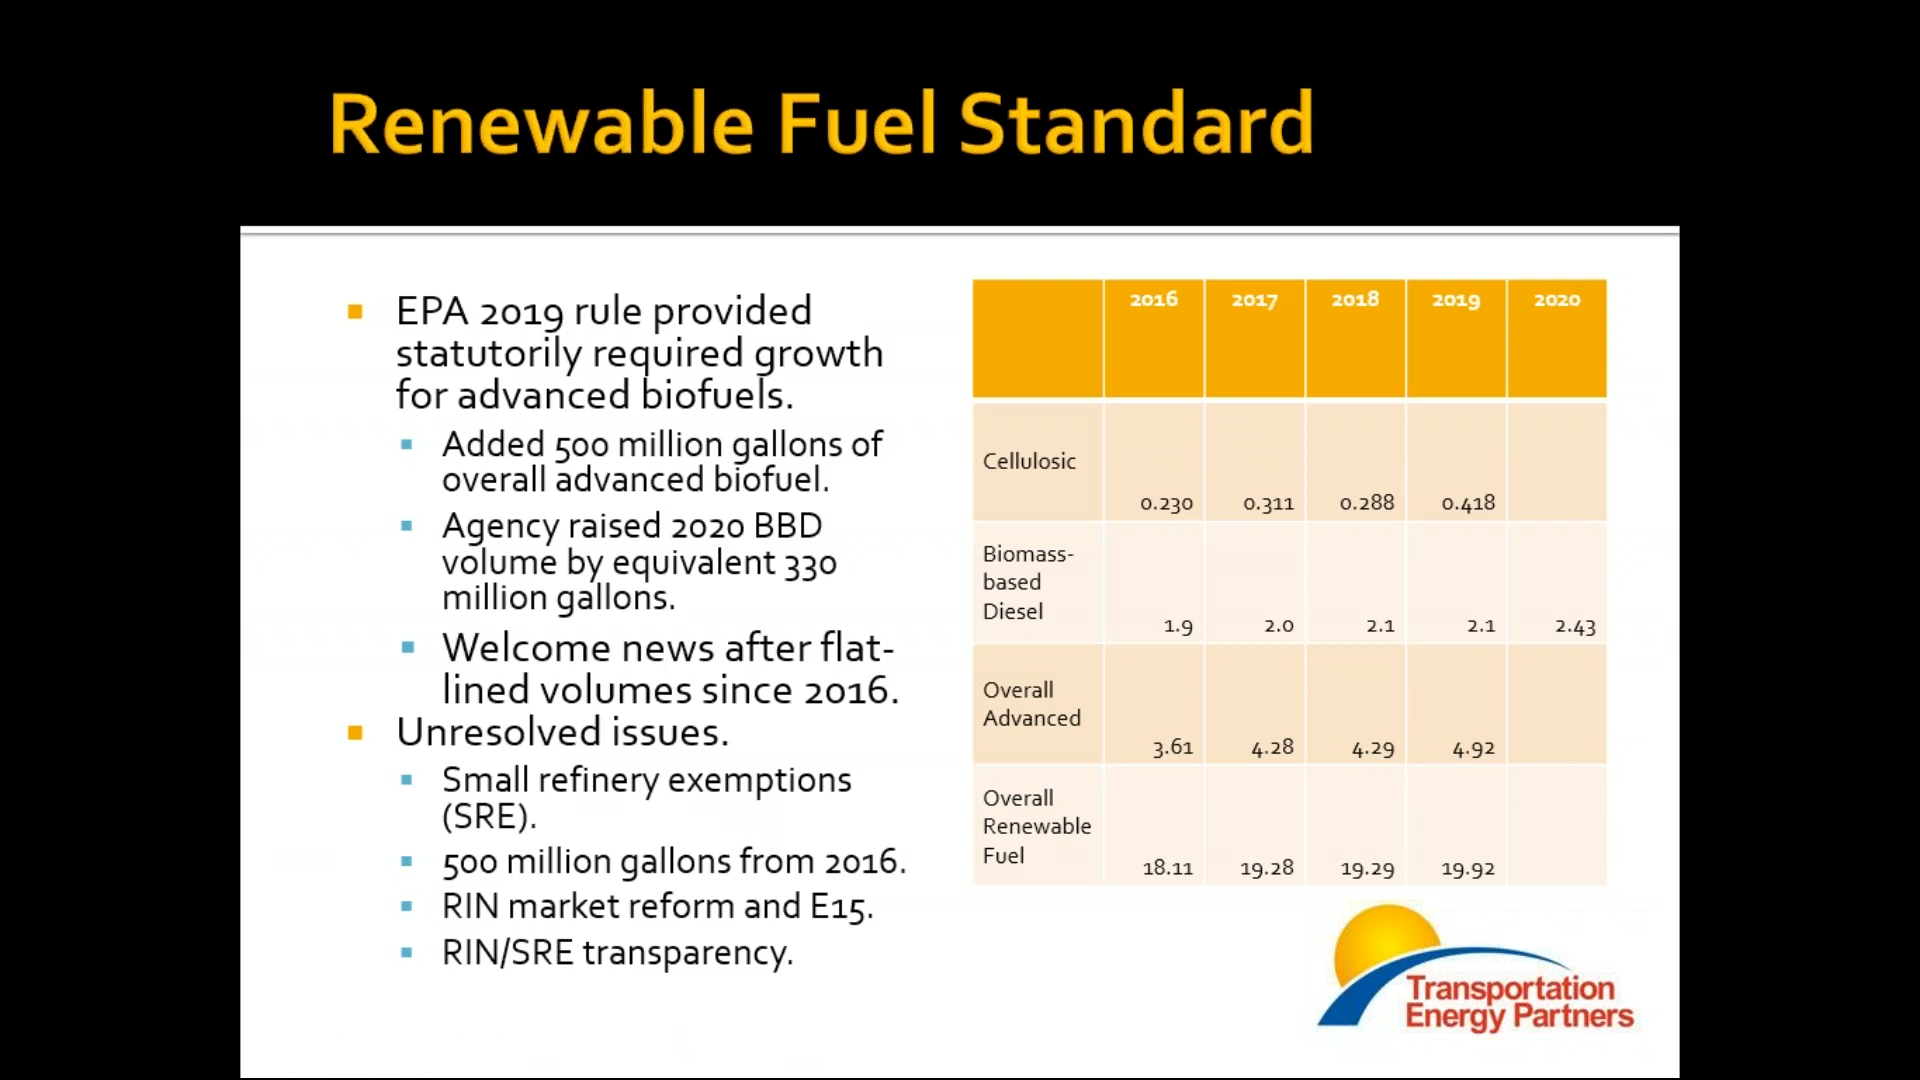 Renewable Fuel Standard
EPA 2019 rule provided
statutorily required growth
for advanced biofuels.
Added 500 million gallons of
overall advanced biofuel.
Agency raised 2020 BBD
volume by equivalent 330
million gallons.
Welcome news after flat-
lined volumes since 2016.
Unresolved issues.
Small refinery exemptions
(SRE).
500 million gallons from 2016.
RIN market reform and E15.
RIN/SRE transparency.
2016 2017 2018 2019 2020
Cellulosic
0.230 0.311 0.288 0.418
Biomass-
based
Diesel
1.9 2.0 2.1 2.1 2.43
Overall
Advanced
3.61 4.28 4.29 4.92
Overall
Renewable
Fuel
18.11 19.28 19.29 19.92
Transportation
Energy Partners